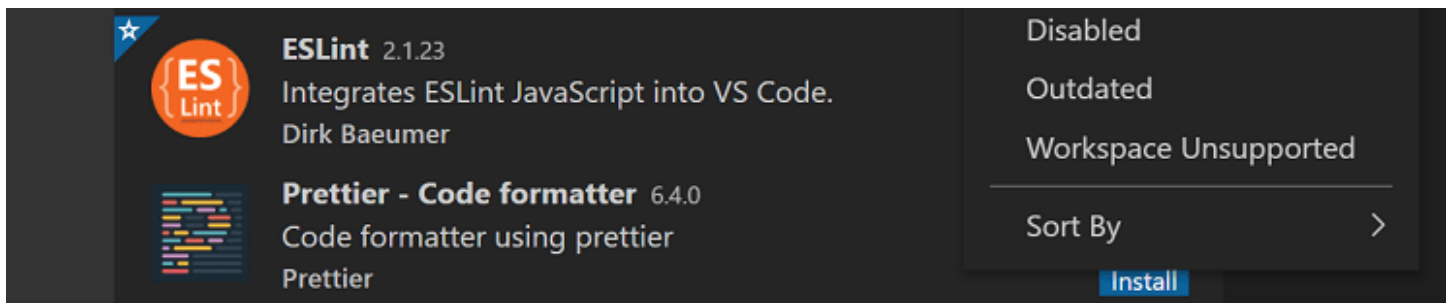 {ES}
Lint
ESLint 2.1.23
Integrates ESLint JavaScript into VS Code.
Dirk Baeumer
Prettier - Code formatter 6.4.0
Code formatter using prettier
Prettier
Disabled
Outdated
Workspace Unsupported
Sort By
Install